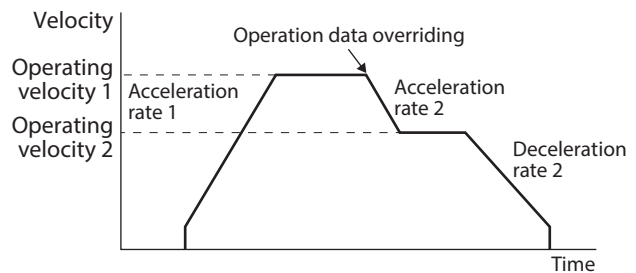 Velocity
Operation data overriding
Operating
velocity 1
Acceleration
rate 1
Acceleration
rate 2
Operating
velocity 2
Deceleration
rate 2
Time